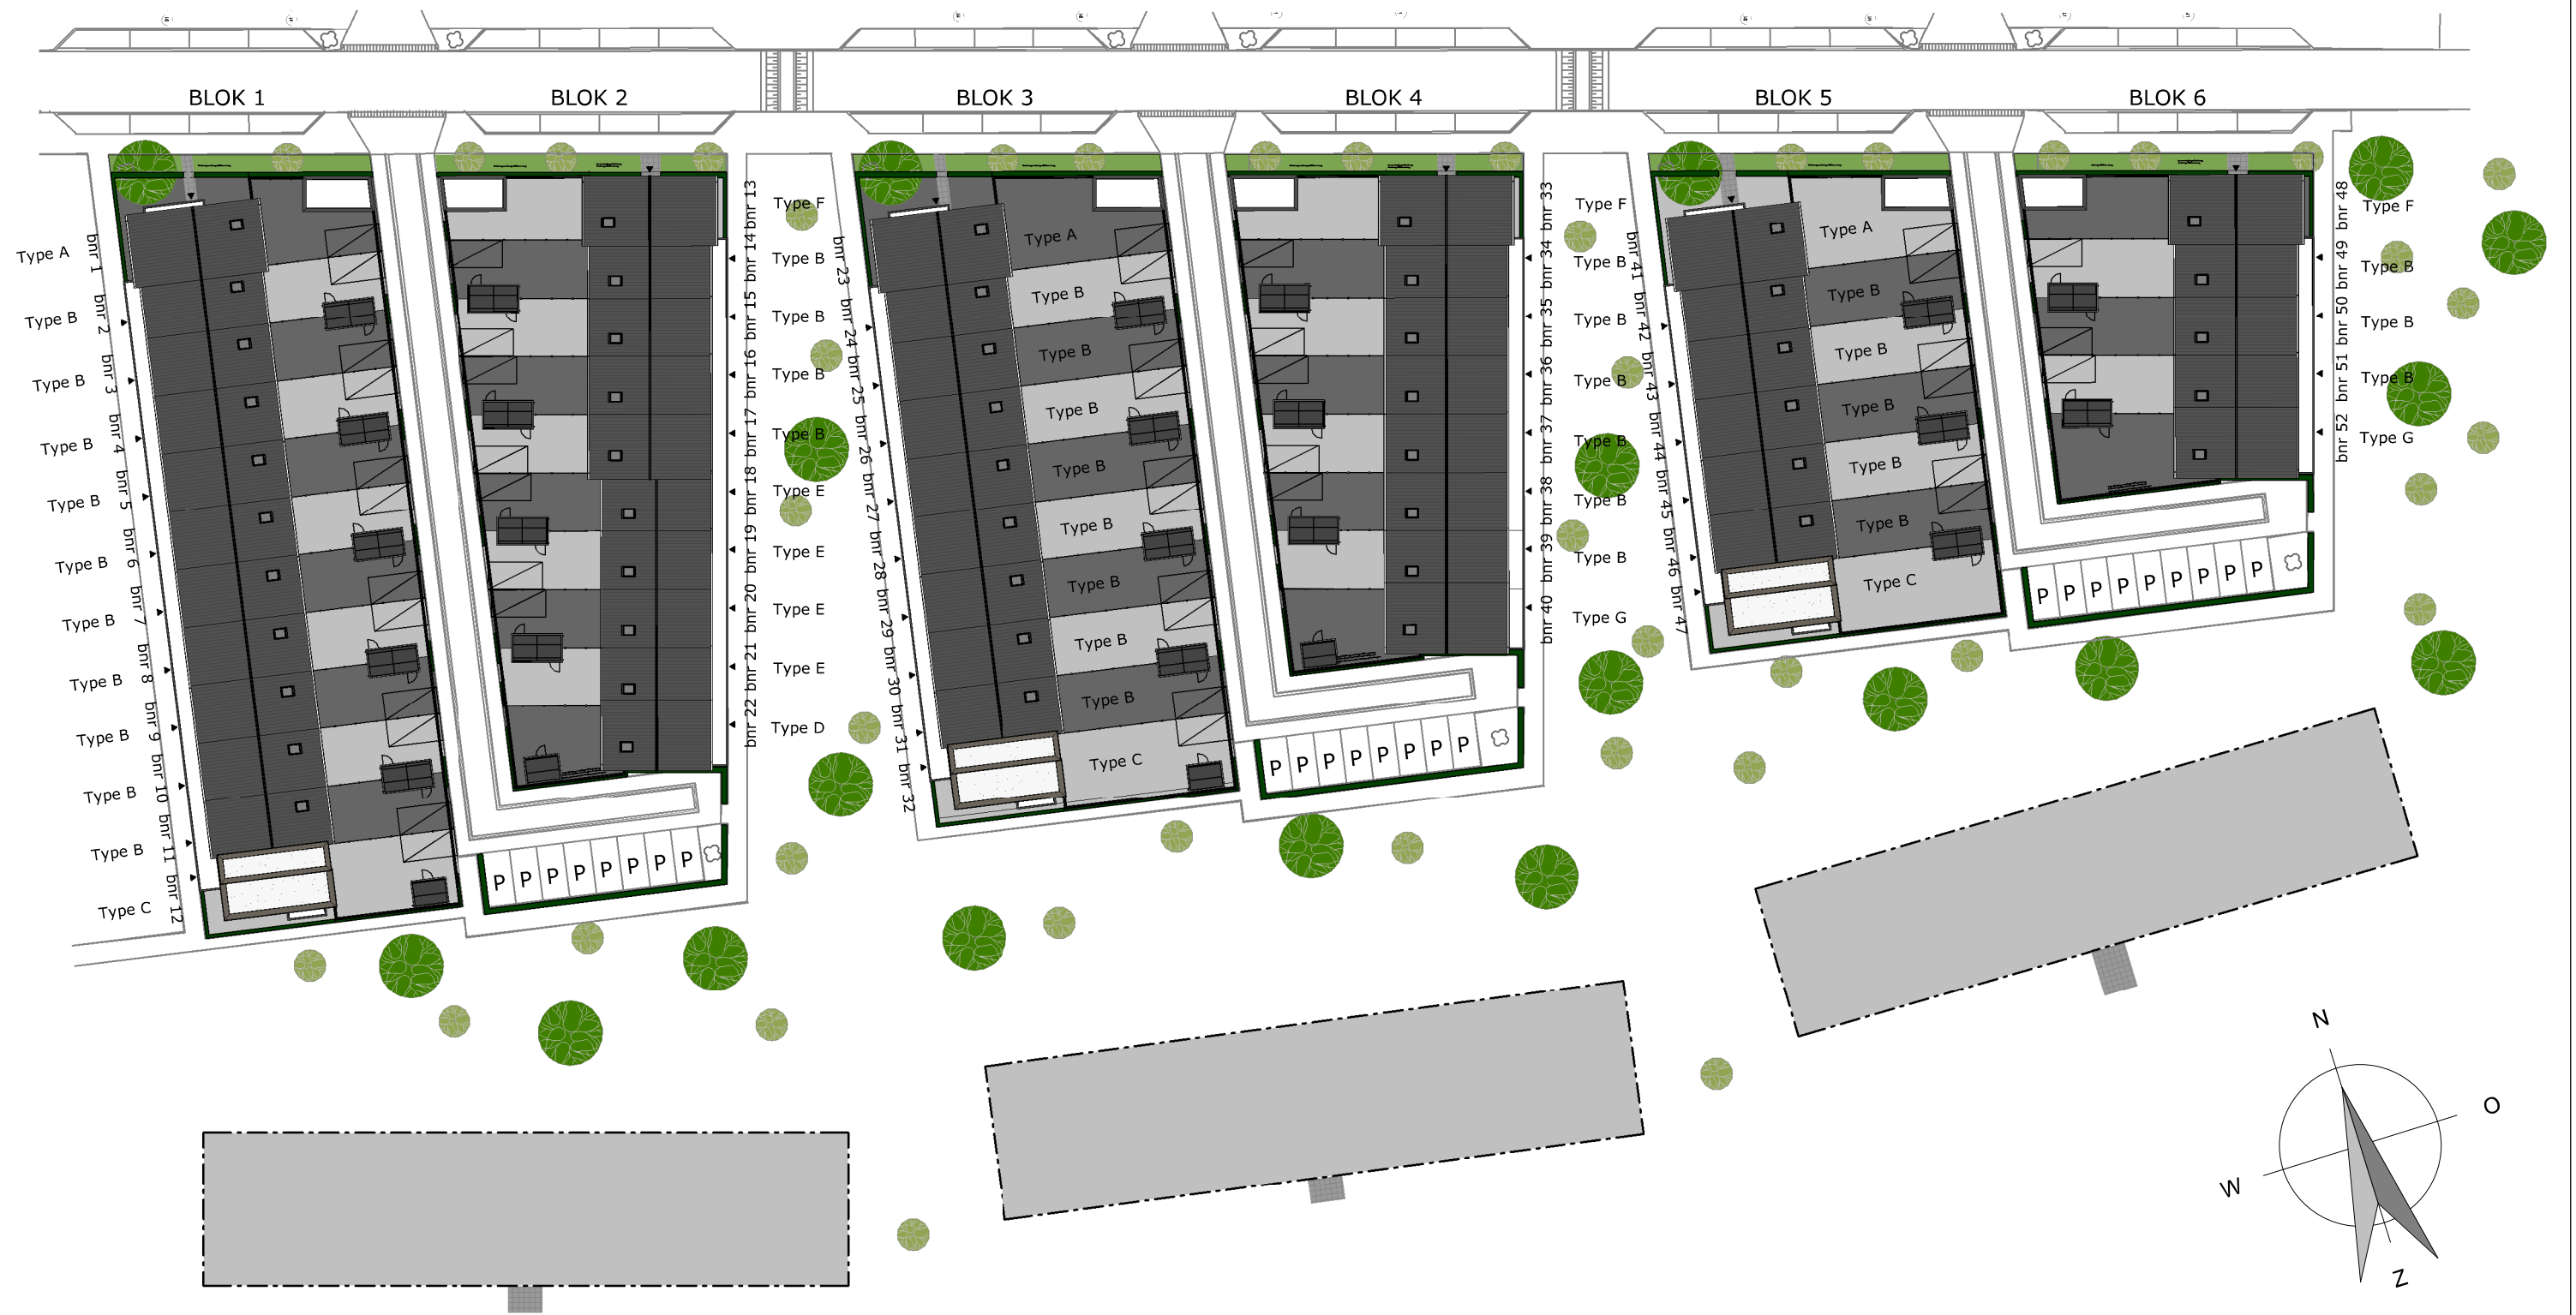 BLOK 1
BLOK 2
BLOK 3
BLOK 4
BLOK 5
BLOK 6
Type A
Type B
Type B
Type B
Type B
Type B
Type B
Type B
Type B
Type B
Type B
Type C
bnr 1
bnr 2
bnr 3
bnr 4
bnr 5
bnr 6
bnr 7
bnr 8
bnr 9
bnr 10
bnr 11
bnr 12
bnr 13
bnr 14
bnr 15
bnr 16
bnr 17
bnr 18
bnr 19
bnr 20
bnr 21
bnr 22
Type F
Type B
Type B
Type B
Type B
Type E
Type E
Type E
Type E
Type D
P P P P P P P P
bnr 23
bnr 24
bnr 25
bnr 26
bnr 27
bnr 28
bnr 29
bnr 30
bnr 31
bnr 32
Type A
Type B
Type B
Type B
Type B
Type B
Type B
Type B
Type B
Type C
bnr 33
bnr 34
bnr 35
bnr 36
bnr 37
bnr 38
bnr 39
bnr 40
Type F
Type B
Type B
Type B
Type B
Type B
Type B
Type G
P P P P P P P P
bnr 41
bnr 42
bnr 43
bnr 44
bnr 45
bnr 46
bnr 47
Type A
Type B
Type B
Type B
Type B
Type B
Type C
bnr 48
bnr 49
bnr 50
bnr 51
bnr 52
Type F
Type B
Type B
Type B
Type G
P P P P P P P P P
N
O
W
Z